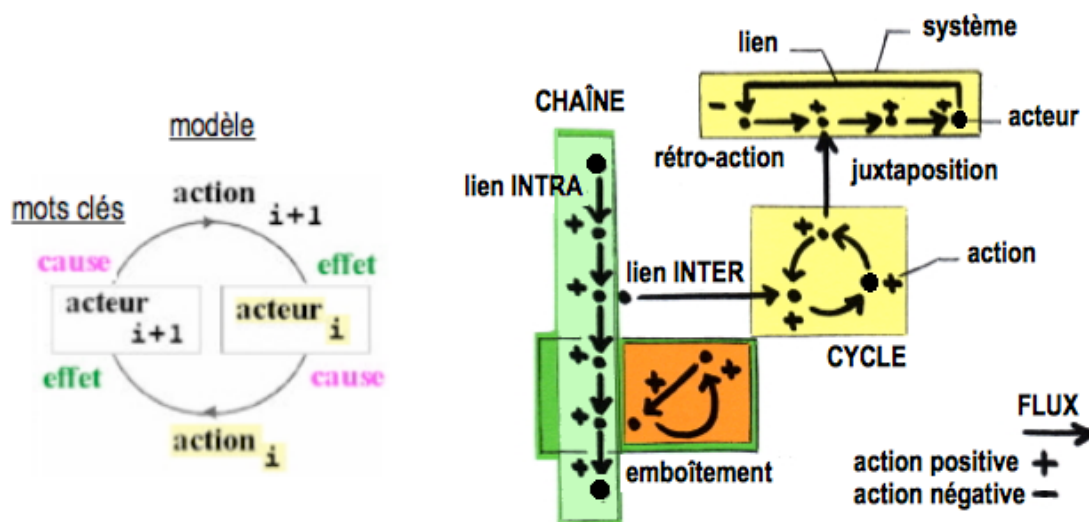 modèle
mots clés
action i+1
cause
effet
acteur i+1
acteur i
effet
cause
action i
CHAÎNE
lien INTRA
lien
système
acteur
rétro-action
juxtaposition
lien INTER
action
CYCLE
emboîtement
FLUX
action positive +
action négative -